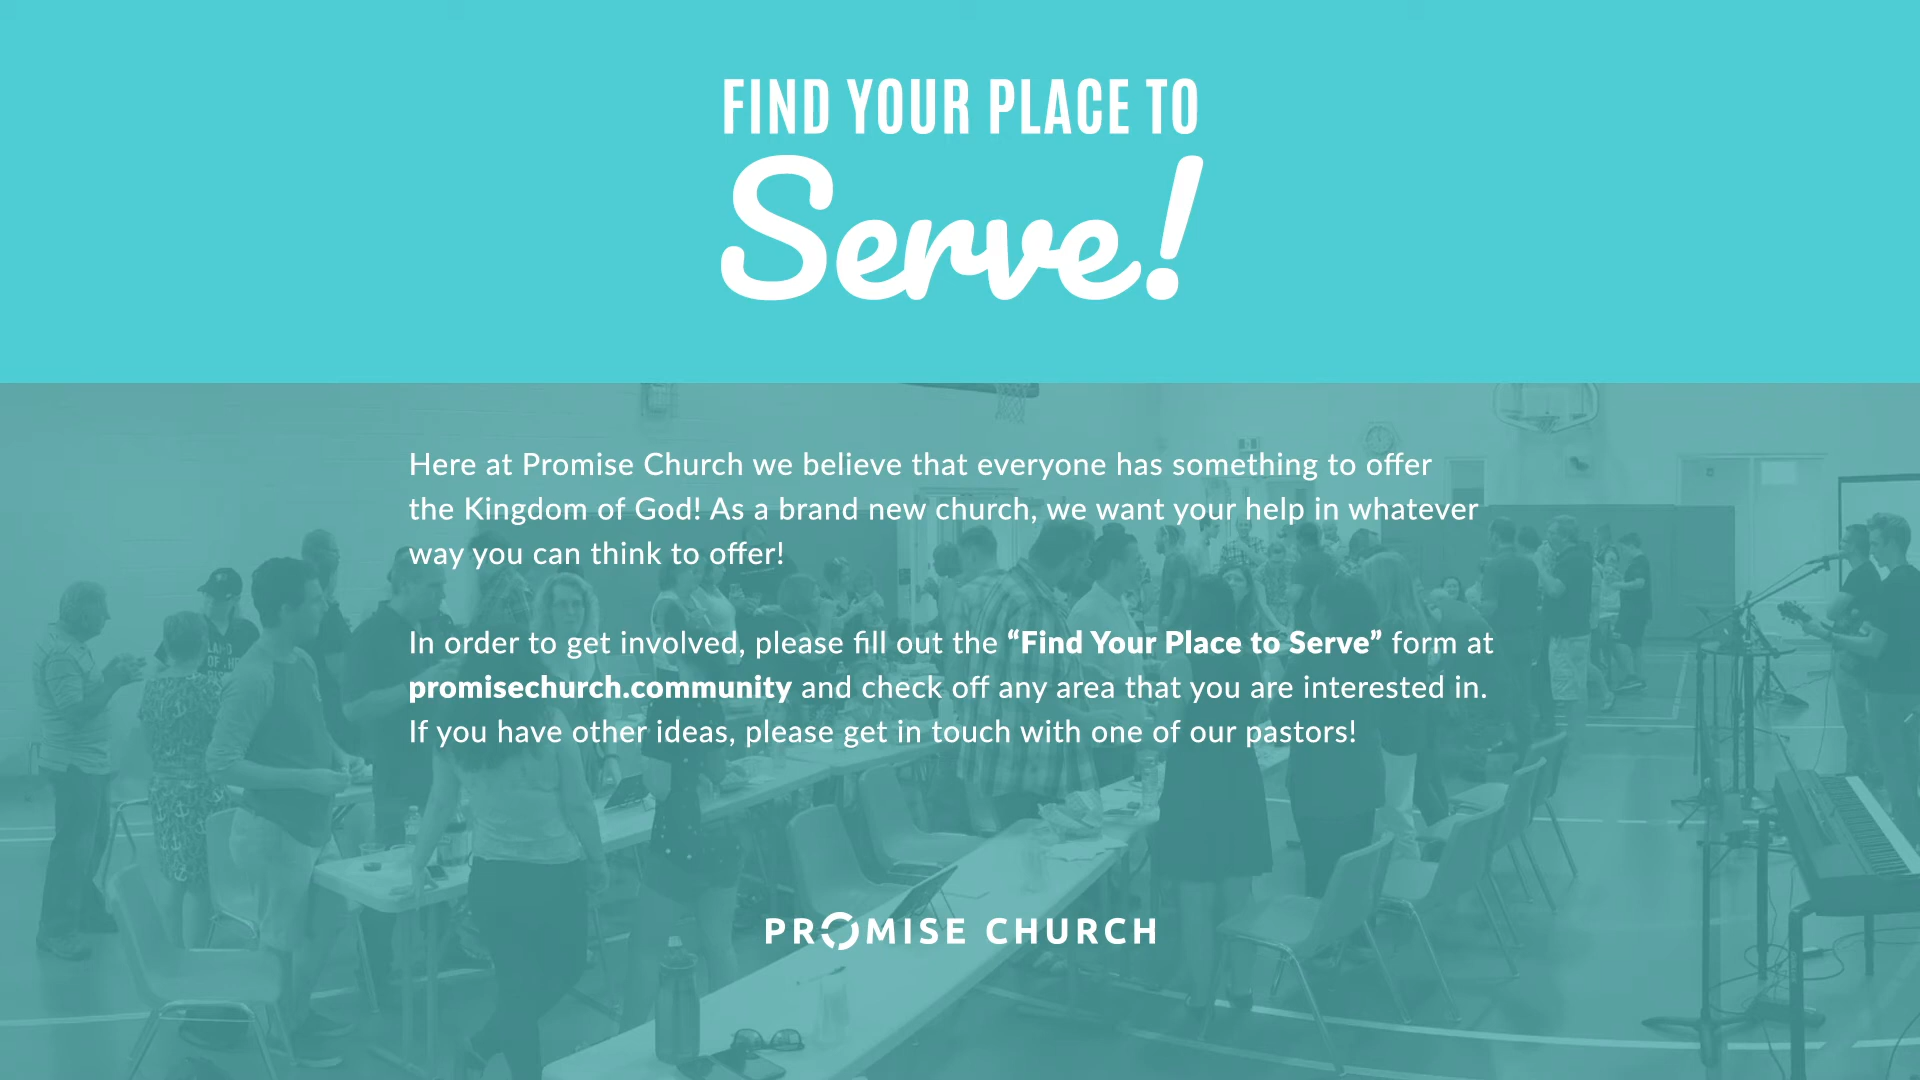 FIND YOUR PLACE TO
Serve!
Here at Promise Church we believe that everyone has something to offer
the Kingdom of God! As a brand new church, we want your help in whatever
way you can think to offer!
In order to get involved, please fill out the “Find Your Place to Serve” form at
promisechurch.community and check off any area that you are interested in.
If you have other ideas, please get in touch with one of our pastors!
PROMISE CHURCH